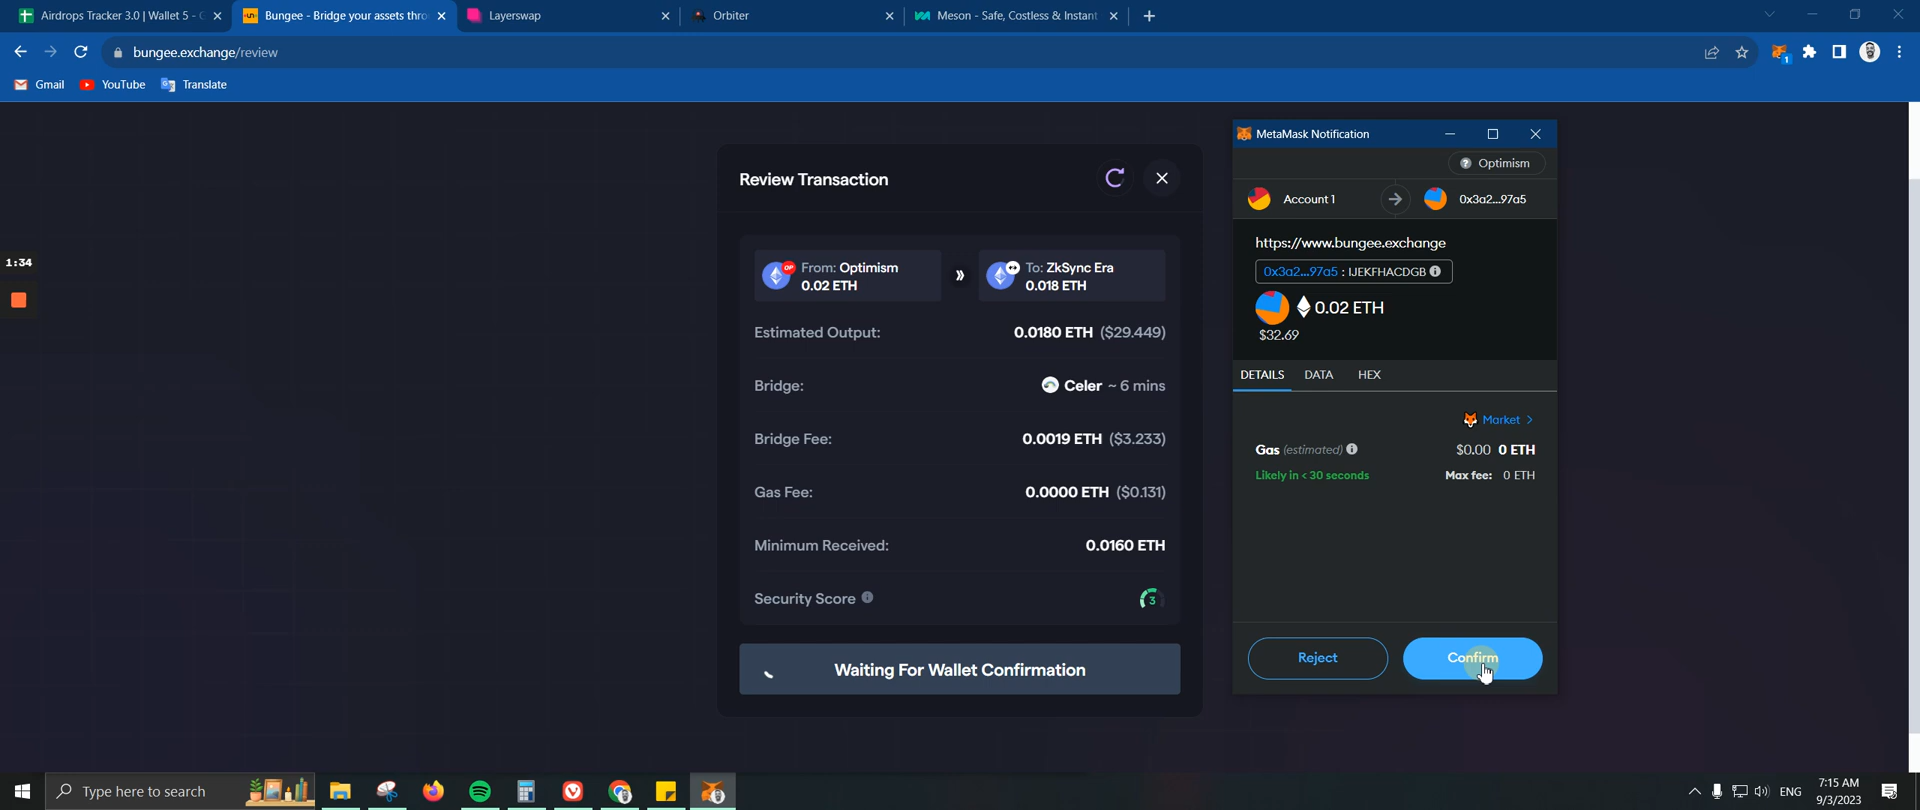 Airdrops Tracker 3.0 | Wallet 5 - G
Bungee - Bridge your assets thro
Layerswap
Orbiter
Meson - Safe, Costless & Instant
bungee.exchange/review
1
Gmail
YouTube
Translate
1:34
Review Transaction
OP
From: Optimism
0.02 ETH
To: ZkSync Era
0.018 ETH
Estimated Output:
0.0180 ETH ($29.449)
Bridge:
Celer ~ 6 mins
Bridge Fee:
0.0019 ETH ($3.233)
Gas Fee:
0.0000 ETH ($0.131)
Minimum Received:
0.0160 ETH
Security Score
3
Waiting For Wallet Confirmation
MetaMask Notification
Optimism
Account 1
0x3a2...97a5
https://www.bungee.exchange
0x3a2...97a5 : IJEKFHACDGB
0.02 ETH
$32.69
DETAILS
DATA
HEX
Market >
Gas (estimated)
$0.00 0 ETH
Likely in < 30 seconds
Max fee: 0 ETH
Reject
Confirm
Type here to search
ENG
7:15 AM
9/3/2023